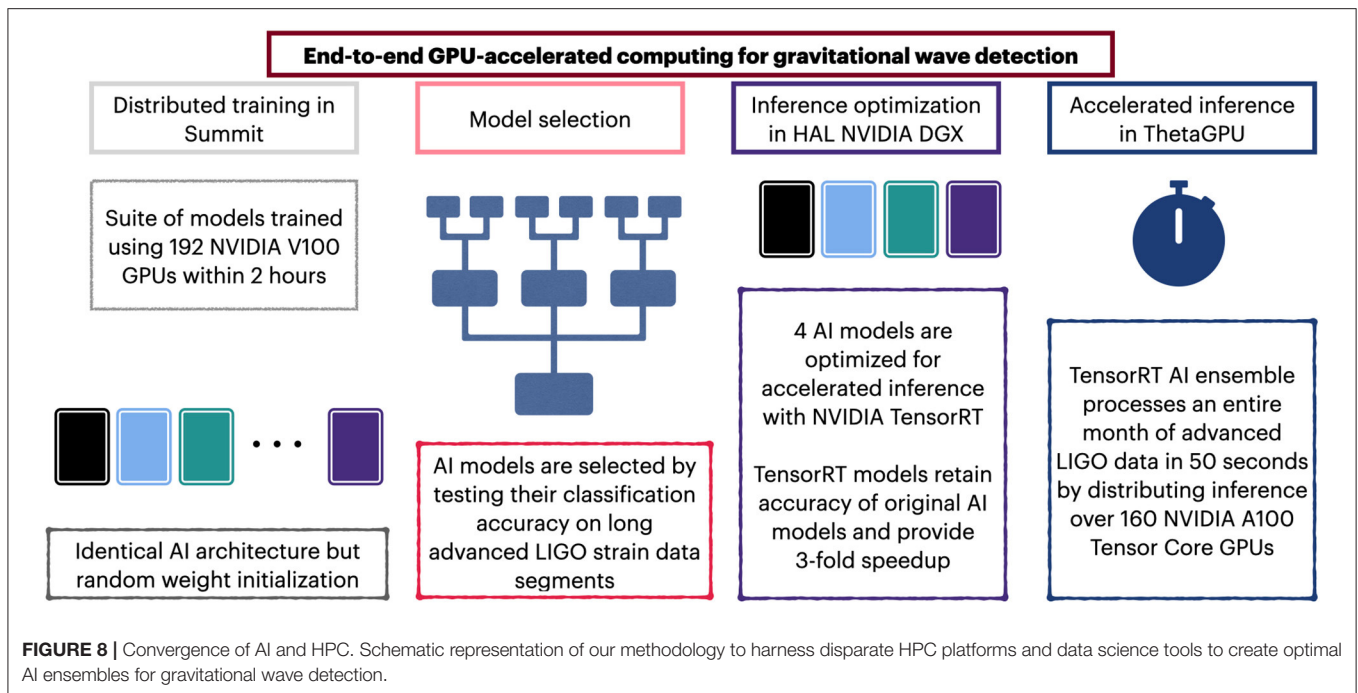 End-to-end GPU-accelerated computing for gravitational wave detection
Distributed training in
Summit
Suite of models trained
using 192 NVIDIA V100
GPUs within 2 hours
• • •
Identical AI architecture but
random weight initialization
Model selection
AI models are selected by
testing their classification
accuracy on long
advanced LIGO strain data
segments
Inference optimization
in HAL NVIDIA DGX
4 AI models are
optimized for
accelerated inference
with NVIDIA TensorRT
TensorRT models retain
accuracy of original AI
models and provide
3-fold speedup
Accelerated inference
in ThetaGPU
TensorRT AI ensemble
processes an entire
month of advanced
LIGO data in 50 seconds
by distributing inference
over 160 NVIDIA A100
Tensor Core GPUs
FIGURE 8 | Convergence of AI and HPC. Schematic representation of our methodology to harness disparate HPC platforms and data science tools to create optimal
AI ensembles for gravitational wave detection.